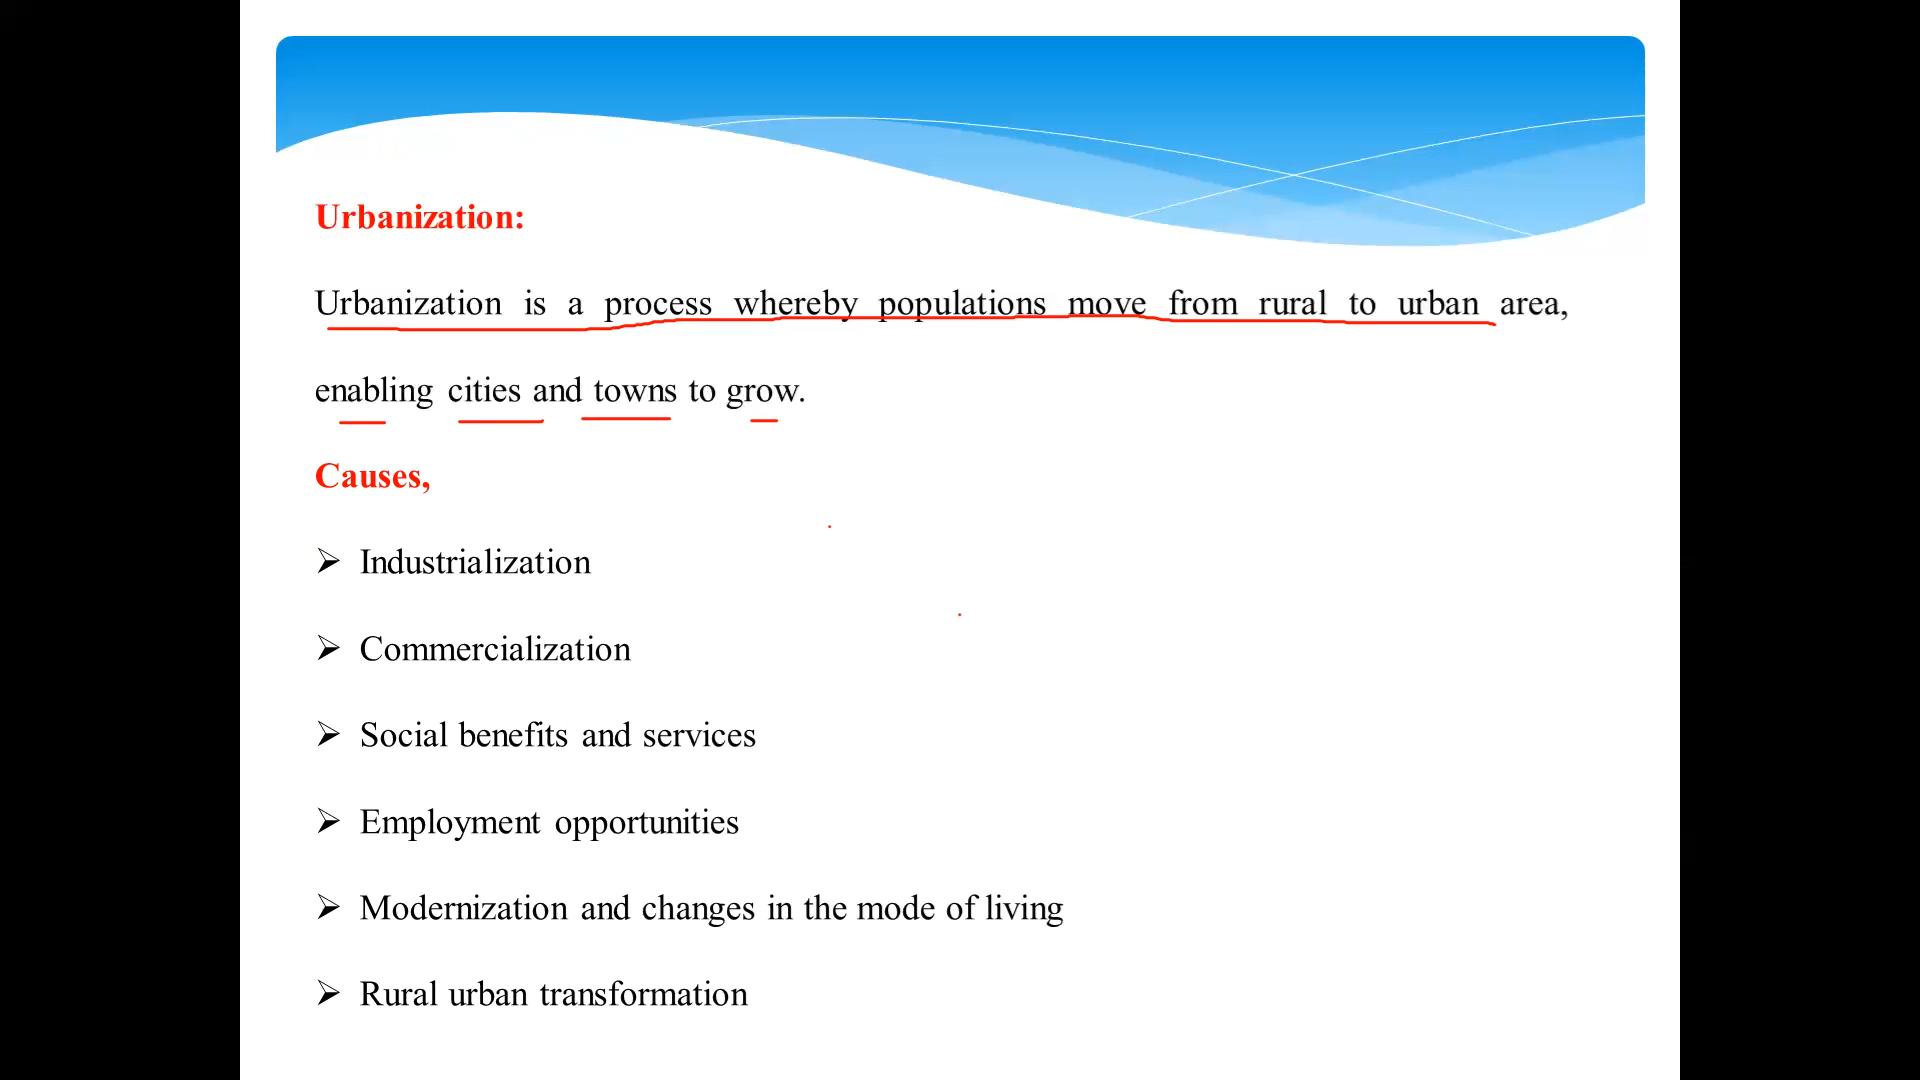 Urbanization:
Urbanization is a process whereby populations move from rural to urban area,
enabling cities and towns to grow.
Causes,
➢ Industrialization
➢ Commercialization
➢ Social benefits and services
➢ Employment opportunities
➢ Modernization and changes in the mode of living
➢ Rural urban transformation